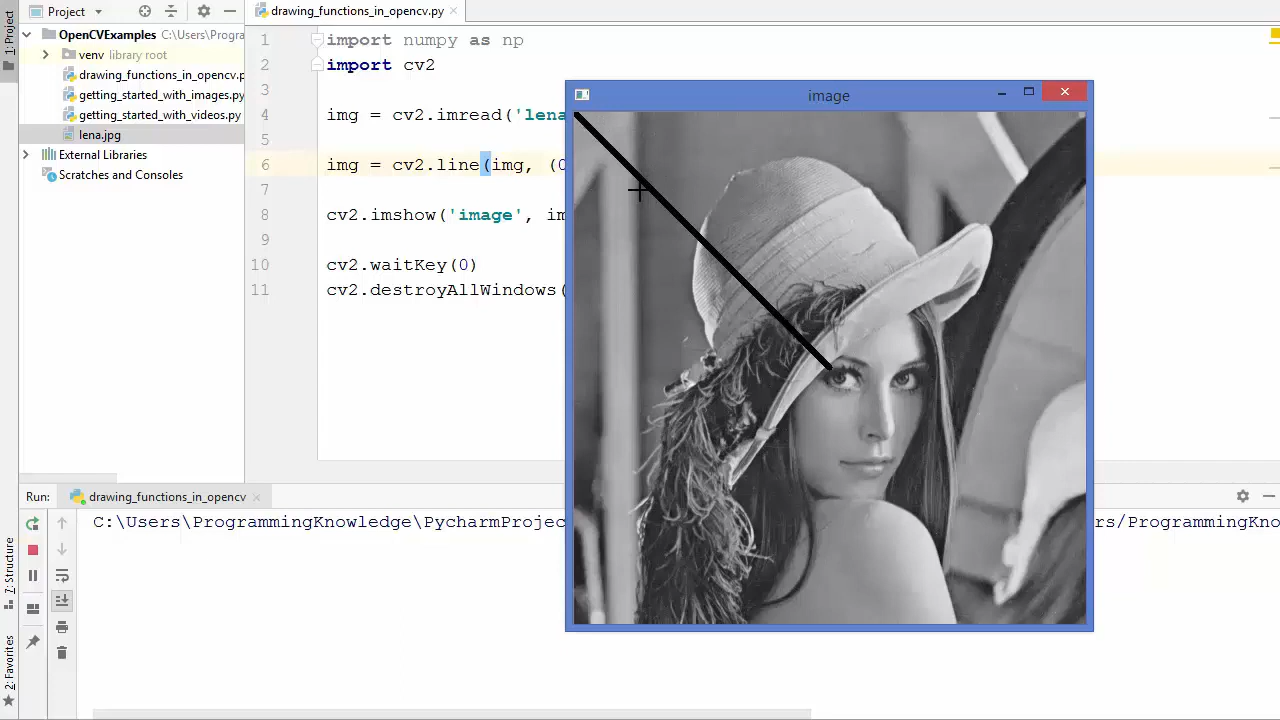 Project
drawing_functions_in_opencv.py
1: Project
OpenCVExamples C:\Users\Progra
venv library root
drawing_functions_in_opencv.p
getting_started_with_images.py
getting_started_with_videos.py
lena.jpg
External Libraries
Scratches and Consoles
1 import numpy as np
2 import cv2
3
4 img = cv2.imread('lena
5
6 img = cv2.line(img, (0
7
8 cv2.imshow('image', im
9
10 cv2.waitKey(0)
11 cv2.destroyAllWindows(
image
Run: drawing_functions_in_opencv
C:\Users\ProgrammingKnowledge\PycharmProjec
rs/ProgrammingKno
7: Structure
2: Favorites